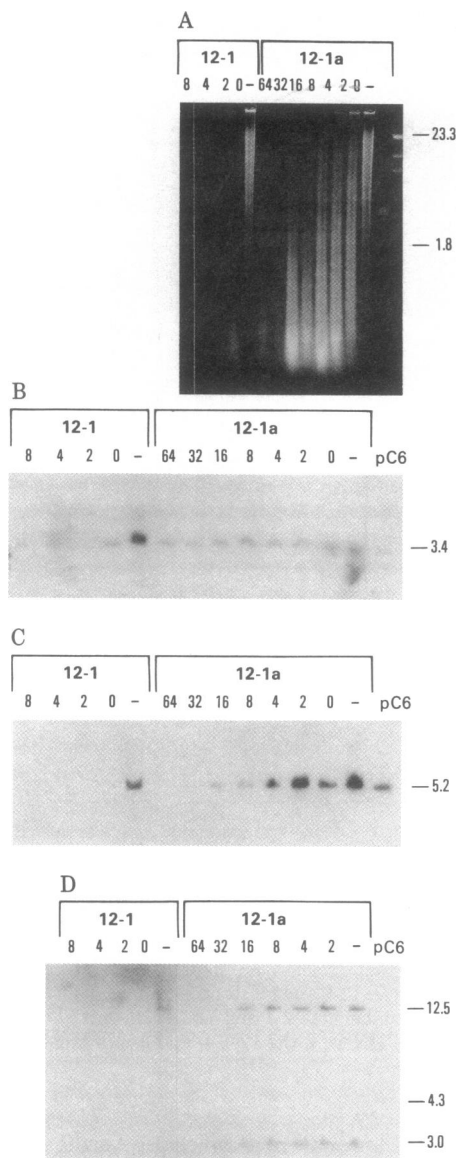 A
12-1 12-1a
8 4 2 0 – 64 32 16 8 4 2 0 –
— 23.3
— 1.8
B
12-1 12-1a
8 4 2 0 – 64 32 16 8 4 2 0 – pC6
— 3.4
C
12-1 12-1a
8 4 2 0 – 64 32 16 8 4 2 0 – pC6
— 5.2
D
12-1 12-1a
8 4 2 0 – 64 32 16 8 4 2 – pC6
— 12.5
— 4.3
— 3.0